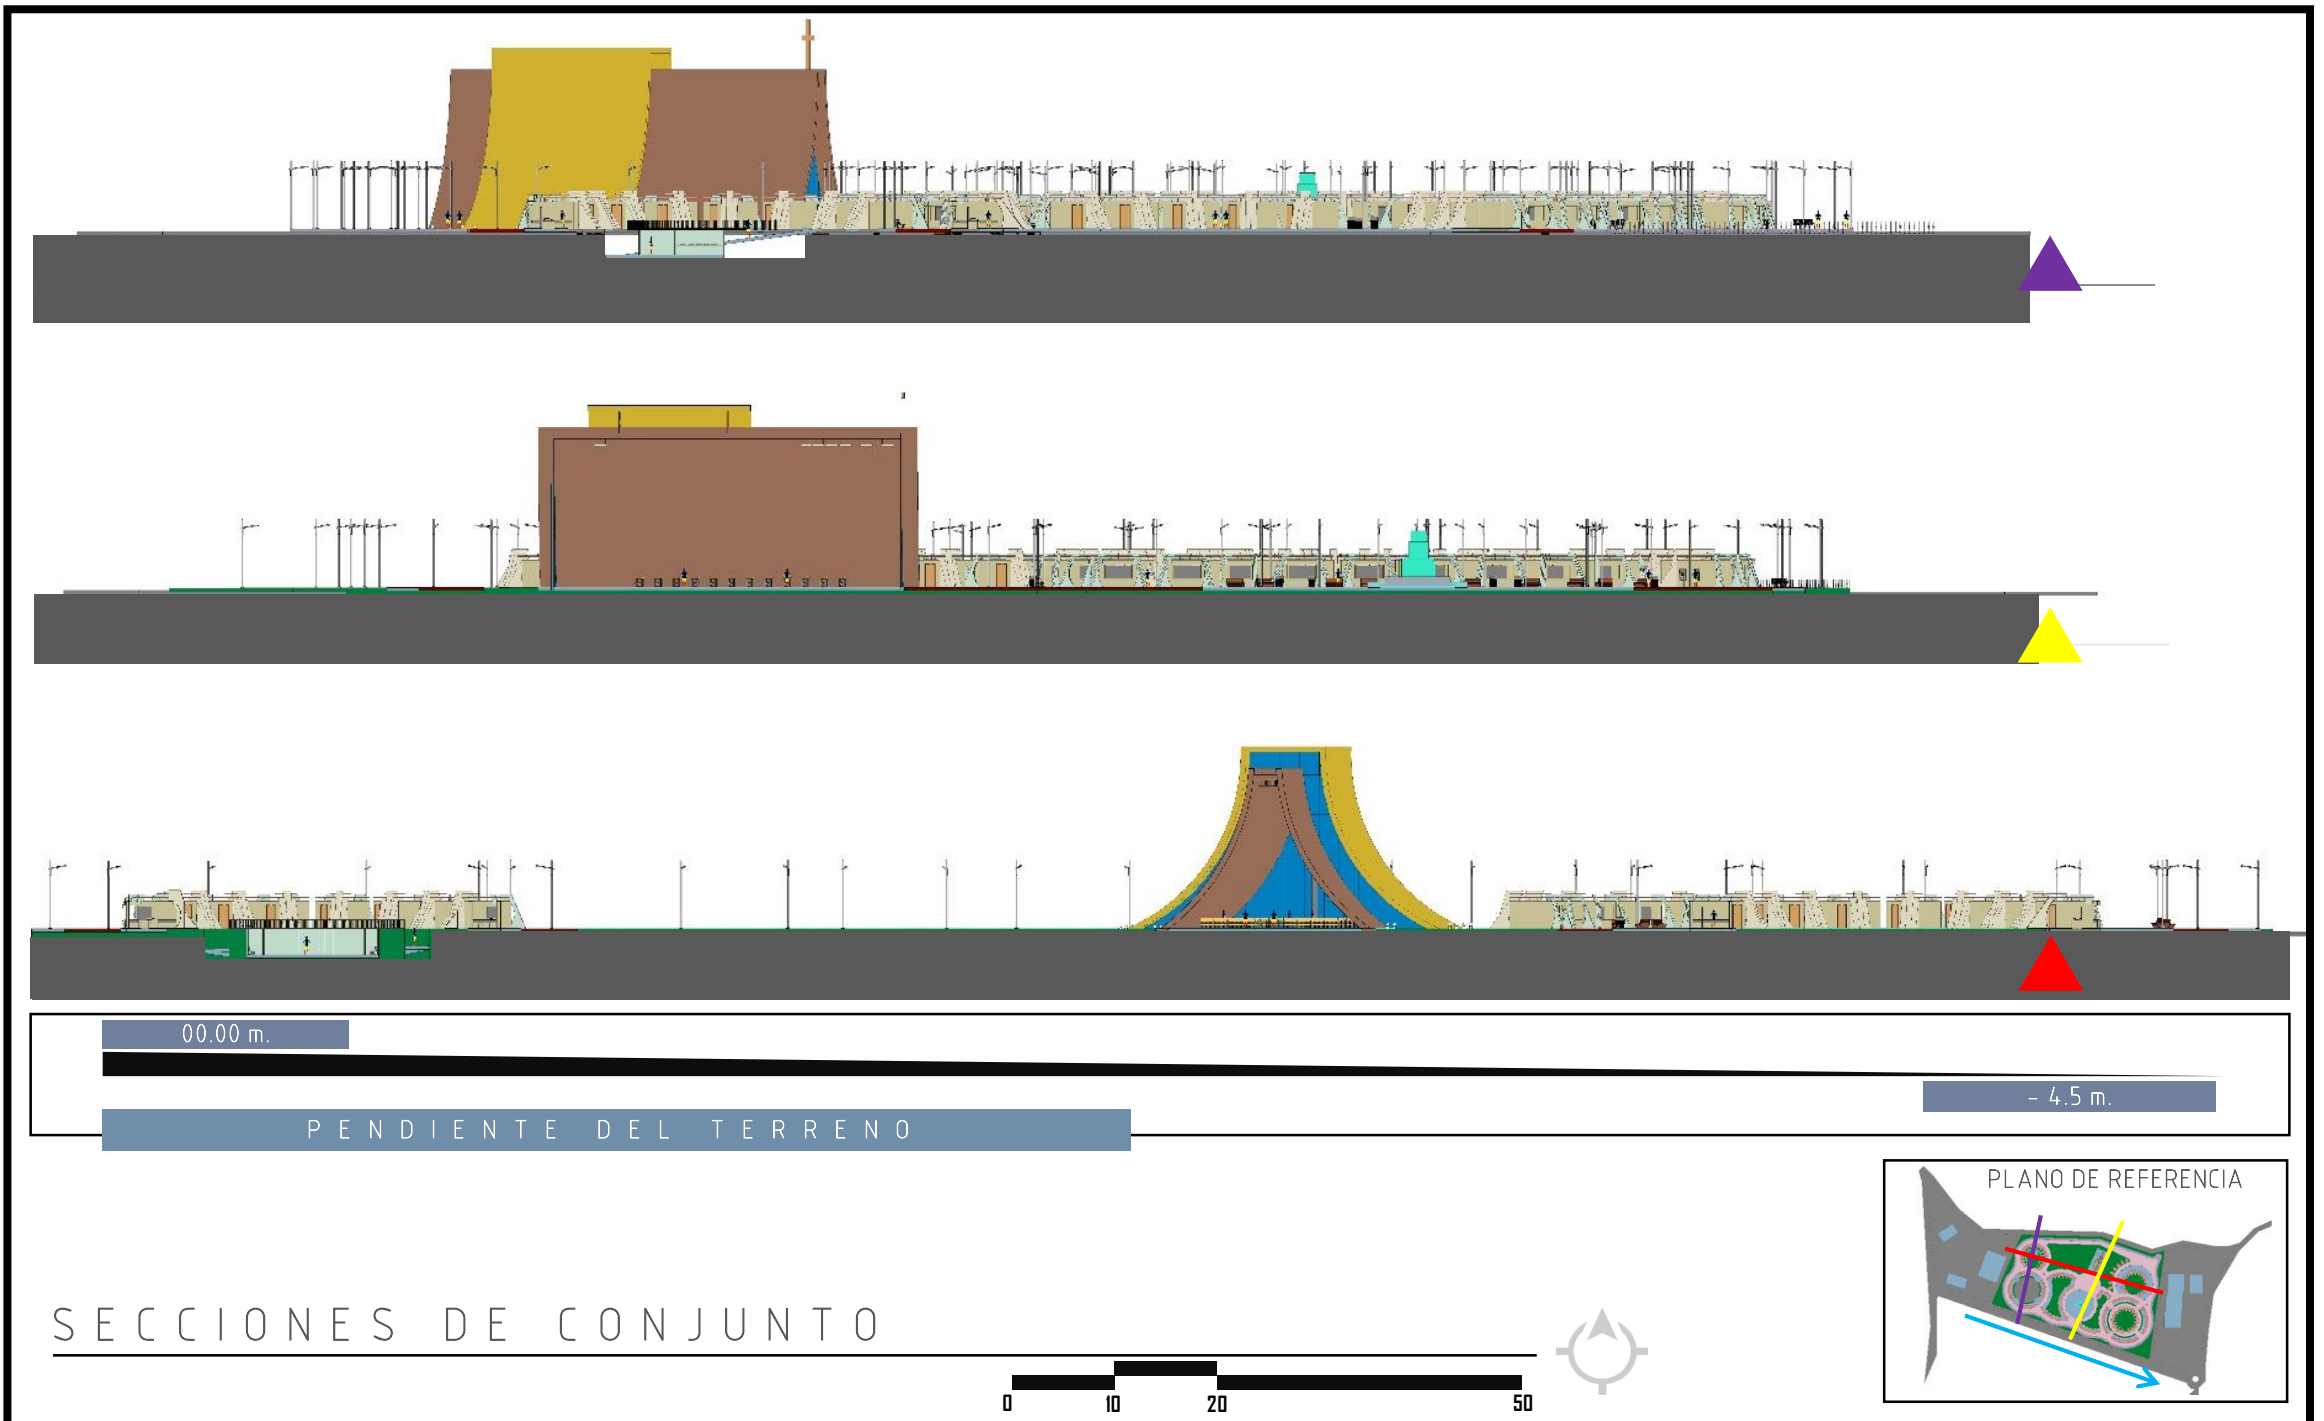 00.00 m.
- 4.5 m.
PENDIENTE DEL TERRENO
PLANO DE REFERENCIA
SECCIONES DE CONJUNTO
0 10 20 50